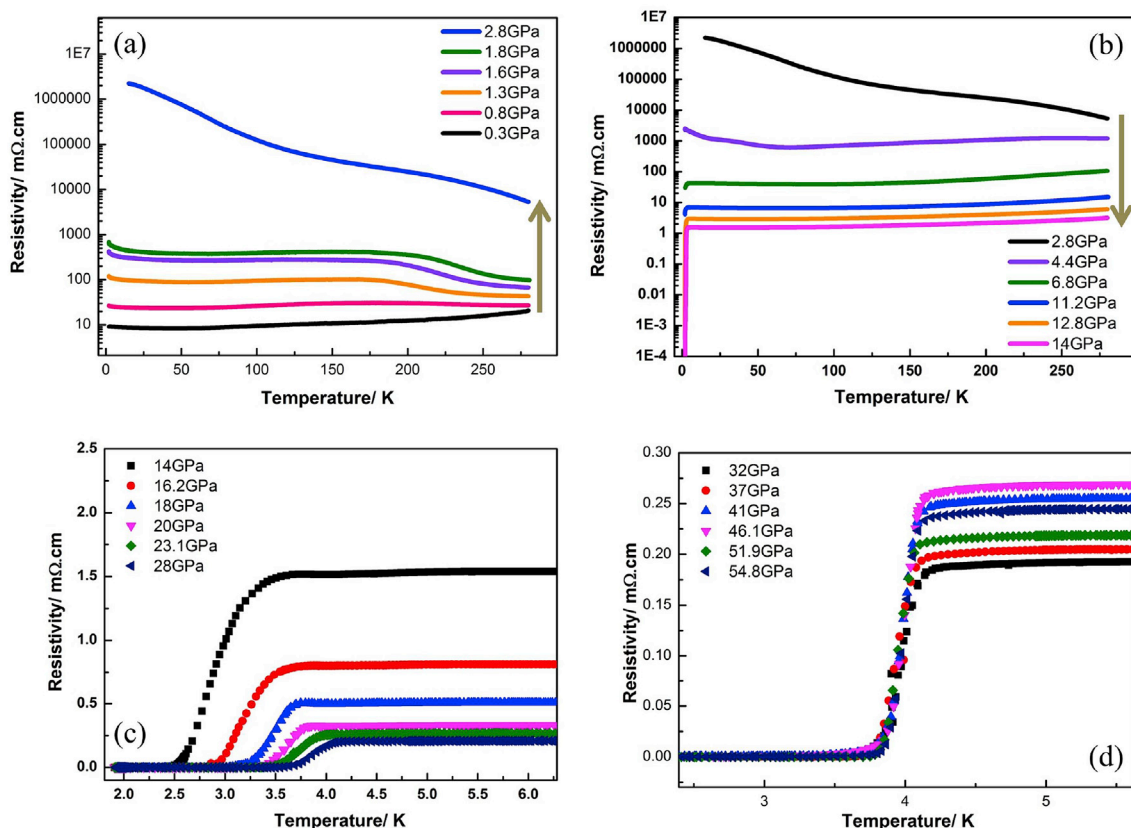 (a)
2.8GPa
1.8GPa
1.6GPa
1.3GPa
0.8GPa
0.3GPa
1E7
1000000
100000
10000
1000
100
10
Resistivity/ mΩ.cm
0 50 100 150 200 250
Temperature/ K
(b)
1E7
1000000
100000
10000
1000
100
10
1
0.1
0.01
1E-3
1E-4
Resistivity/ mΩ.cm
2.8GPa
4.4GPa
6.8GPa
11.2GPa
12.8GPa
14GPa
0 50 100 150 200 250
Temperature/ K
2.5
2.0
1.5
1.0
0.5
0.0
Resistivity/ mΩ.cm
14GPa
16.2GPa
18GPa
20GPa
23.1GPa
28GPa
(c)
2.0 2.5 3.0 3.5 4.0 4.5 5.0 5.5 6.0
Temperature/ K
0.30
0.25
0.20
0.15
0.10
0.05
0.00
Resistivity/ mΩ.cm
32GPa
37GPa
41GPa
46.1GPa
51.9GPa
54.8GPa
(d)
3 4 5
Temperature/ K